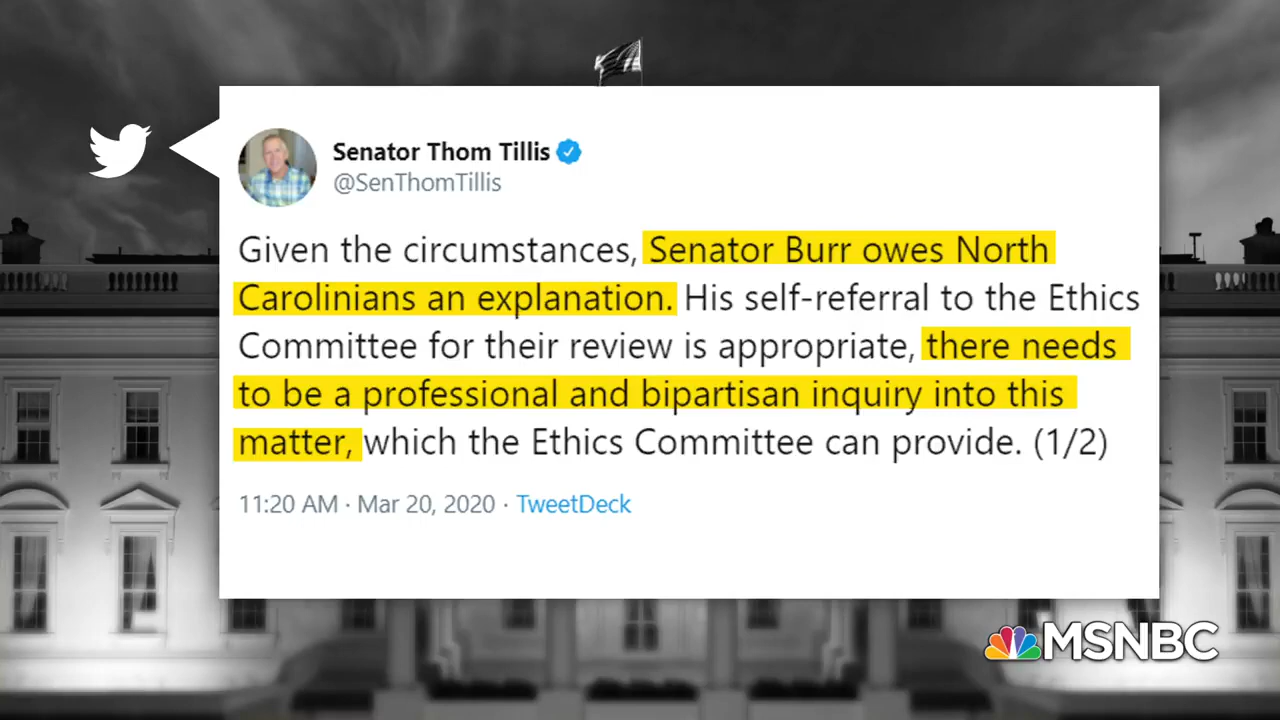 Senator Thom Tillis
@SenThomTillis
Given the circumstances, Senator Burr owes North
Carolinians an explanation. His self-referral to the Ethics
Committee for their review is appropriate, there needs
to be a professional and bipartisan inquiry into this
matter, which the Ethics Committee can provide. (1/2)
11:20 AM · Mar 20, 2020 · TweetDeck
MSNBC